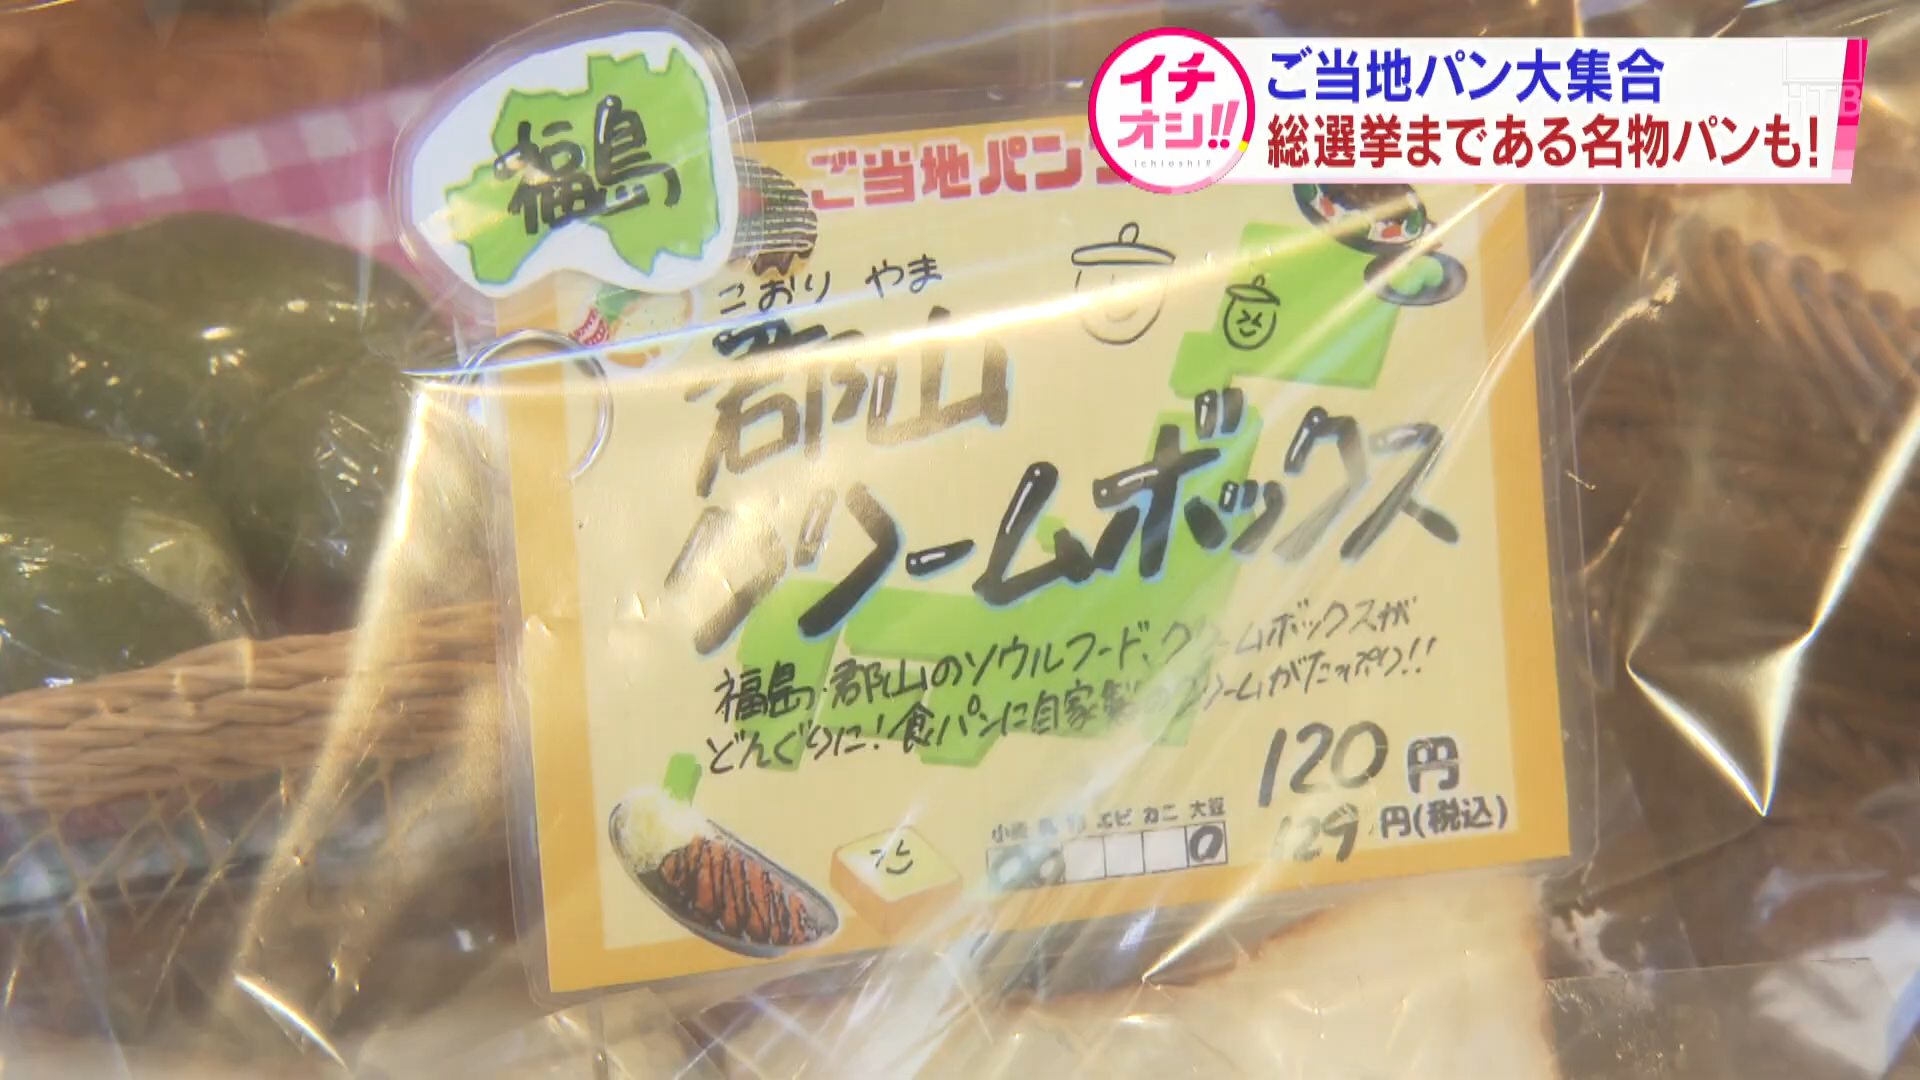 イチオシ!!
ichioshi!!
ご当地パン大集合
総選挙まである名物パンも!
HTB
福島
ご当地パン
こおりやま
郡山
クリームボックス
福島・郡山のソウルフード、クリームボックスが
どんぐりに!食パンに自家製のクリームがたっぷり!!
120円
129円(税込)
小麦 エビ カニ 大豆